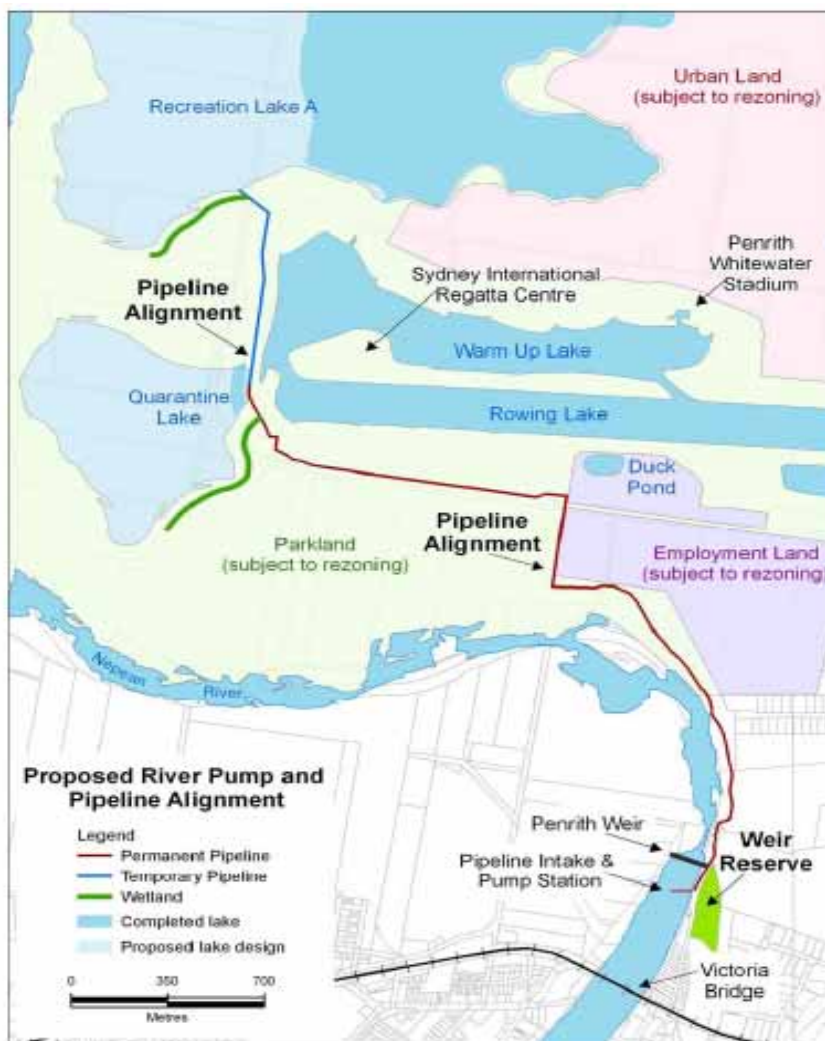 Urban Land
(subject to rezoning)
Recreation Lake A
Penrith
Whitewater
Stadium
Sydney International
Regatta Centre
Pipeline
Alignment
Warm Up Lake
Quarantine
Lake
Rowing Lake
Duck
Pond
Pipeline
Alignment
Parkland
(subject to rezoning)
Employment Land
(subject to rezoning)
Nepean
River
Proposed River Pump and
Pipeline Alignment
Legend
Permanent Pipeline
Temporary Pipeline
Wetland
Completed lake
Proposed lake design
0 350 700
Metres
Penrith Weir
Pipeline Intake &
Pump Station
Weir
Reserve
Victoria
Bridge